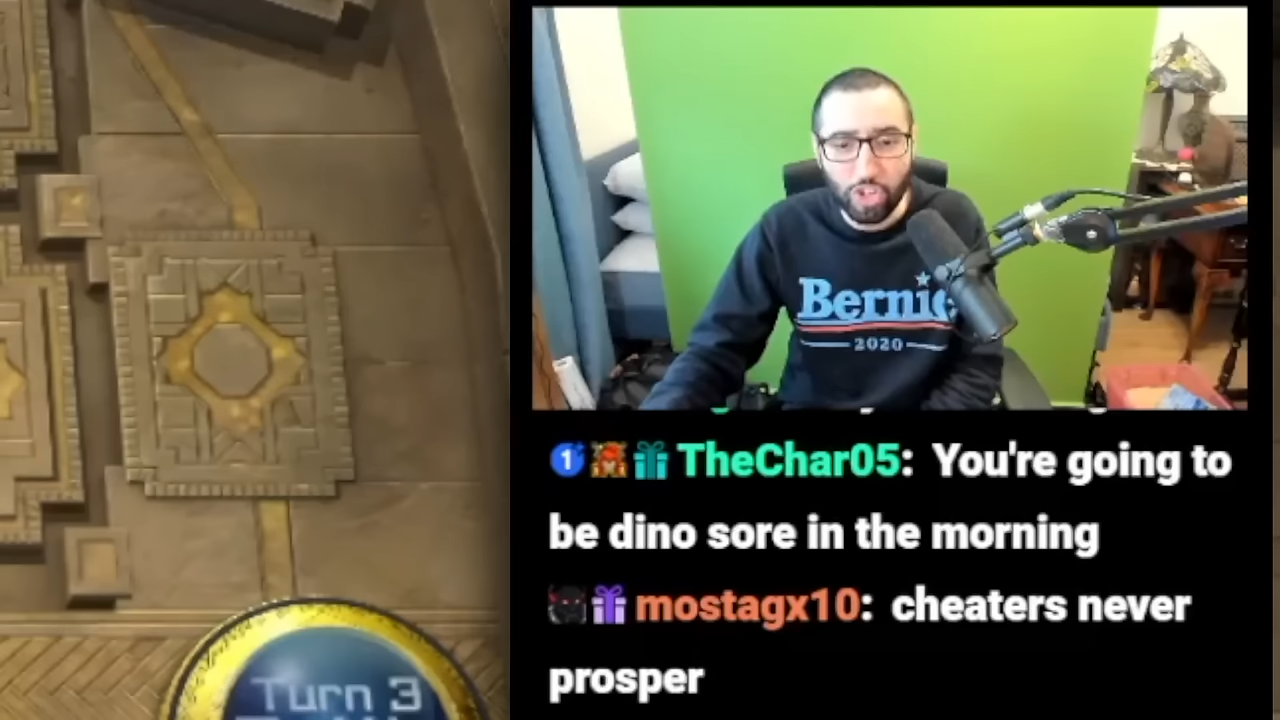 Bernie
2020
1 TheChar05: You're going to
be dino sore in the morning
mostagx10: cheaters never
prosper
Turn 3